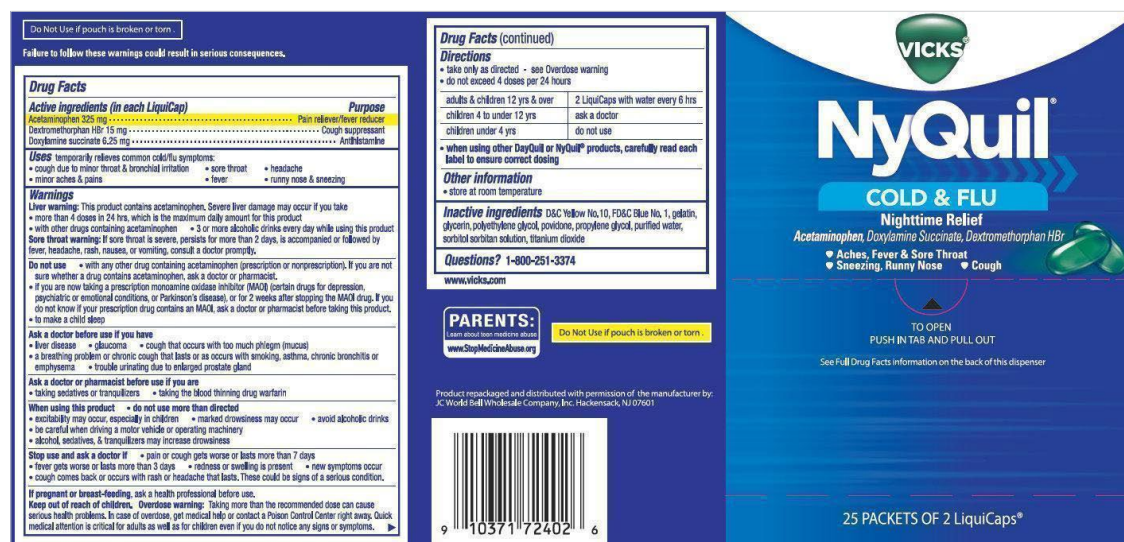 Do Not Use if pouch is broken or torn .
Failure to follow these warnings could result in serious consequences.
Drug Facts
Active ingredients (in each LiquiCap) Purpose
Acetaminophen 325 mg Pain reliever/fever reducer
Dextromethorphan HBr 15 mg Cough suppressant
Doxylamine succinate 6.25 mg Antihistamine
Uses temporarily relieves common cold/flu symptoms:
• cough due to minor throat & bronchial irritation • sore throat • headache
• minor aches & pains • fever • runny nose & sneezing
Warnings
Liver warning: This product contains acetaminophen. Severe liver damage may occur if you take
• more than 4 doses in 24 hrs, which is the maximum daily amount for this product
• with other drugs containing acetaminophen • 3 or more alcoholic drinks every day while using this product
Sore throat warning: If sore throat is severe, persists for more than 2 days, is accompanied or followed by
fever, headache, rash, nausea, or vomiting, consult a doctor promptly.
Do not use • with any other drug containing acetaminophen (prescription or nonprescription). If you are not
sure whether a drug contains acetaminophen, ask a doctor or pharmacist.
• if you are now taking a prescription monoamine oxidase inhibitor (MAOI) (certain drugs for depression,
psychiatric or emotional conditions, or Parkinson's disease), or for 2 weeks after stopping the MAOI drug. If you
do not know if your prescription drug contains an MAOI, ask a doctor or pharmacist before taking this product.
• to make a child sleep
Ask a doctor before use if you have
• liver disease • glaucoma • cough that occurs with too much phlegm (mucus)
• a breathing problem or chronic cough that lasts or as occurs with smoking, asthma, chronic bronchitis or
emphysema • trouble urinating due to enlarged prostate gland
Ask a doctor or pharmacist before use if you are
• taking sedatives or tranquilizers • taking the blood thinning drug warfarin
When using this product • do not use more than directed
• excitability may occur, especially in children • marked drowsiness may occur • avoid alcoholic drinks
• be careful when driving a motor vehicle or operating machinery
• alcohol, sedatives, & tranquilizers may increase drowsiness
Stop use and ask a doctor if • pain or cough gets worse or lasts more than 7 days
• fever gets worse or lasts more than 3 days • redness or swelling is present • new symptoms occur
• cough comes back or occurs with rash or headache that lasts. These could be signs of a serious condition.
If pregnant or breast-feeding, ask a health professional before use.
Keep out of reach of children. Overdose warning: Taking more than the recommended dose can cause
serious health problems. In case of overdose, get medical help or contact a Poison Control Center right away. Quick
medical attention is critical for adults as well as for children even if you do not notice any signs or symptoms.
Drug Facts (continued)
Directions
• take only as directed - see Overdose warning
• do not exceed 4 doses per 24 hours
adults & children 12 yrs & over 2 LiquiCaps with water every 6 hrs
children 4 to under 12 yrs ask a doctor
children under 4 yrs do not use
• when using other DayQuil or NyQuil® products, carefully read each
label to ensure correct dosing
Other information
• store at room temperature
Inactive ingredients D&C Yellow No. 10, FD&C Blue No. 1, gelatin,
glycerin, polyethylene glycol, povidone, propylene glycol, purified water,
sorbitol sorbitan solution, titanium dioxide
Questions? 1-800-251-3374
www.vicks.com
PARENTS:
Learn about teen medicine abuse
www.StopMedicineAbuse.org
Do Not Use if pouch is broken or torn .
Product repackaged and distributed with permission of the manufacturer by:
JC World Bell Wholesale Company, Inc. Hackensack, NJ 07601
9 10371 72402 6
VICKS®
NyQuil®
COLD & FLU
Nighttime Relief
Acetaminophen, Doxylamine Succinate, Dextromethorphan HBr
Aches, Fever & Sore Throat
Sneezing, Runny Nose Cough
TO OPEN
PUSH IN TAB AND PULL OUT
See Full Drug Facts information on the back of this dispenser
25 PACKETS OF 2 LiquiCaps®